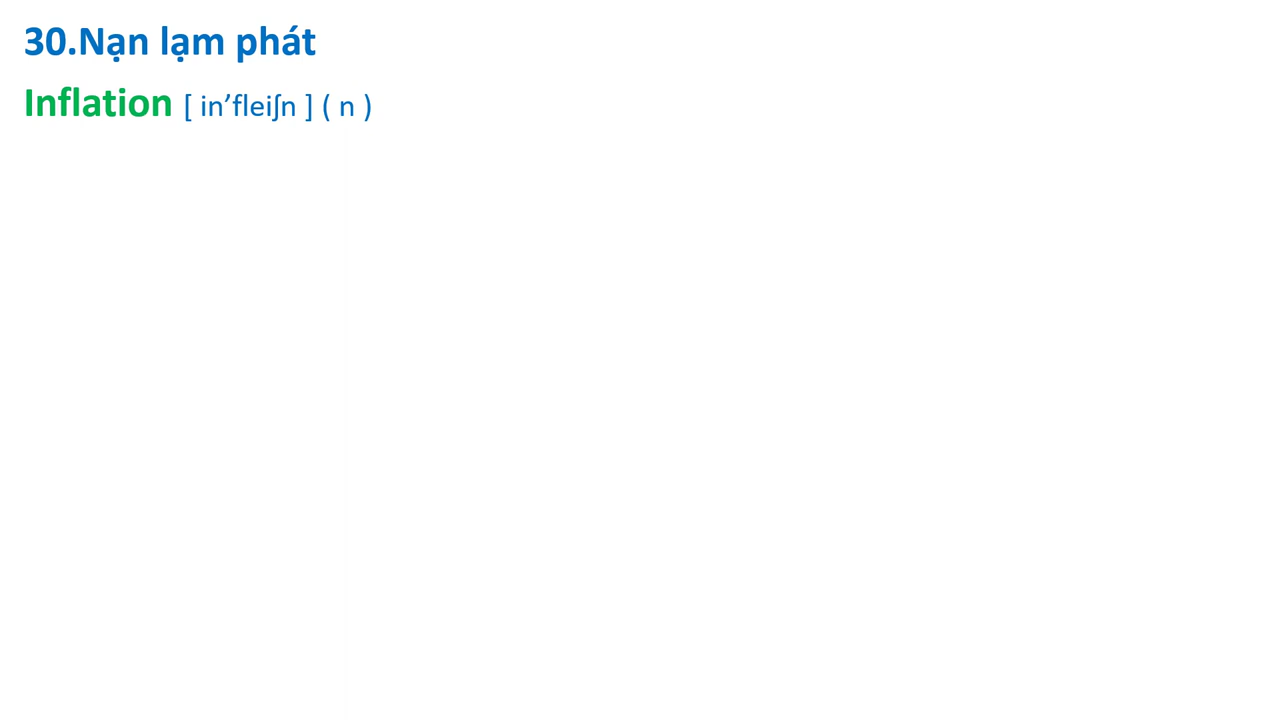 30.Nạn lạm phát
Inflation [ in’fleiʃn ] ( n )